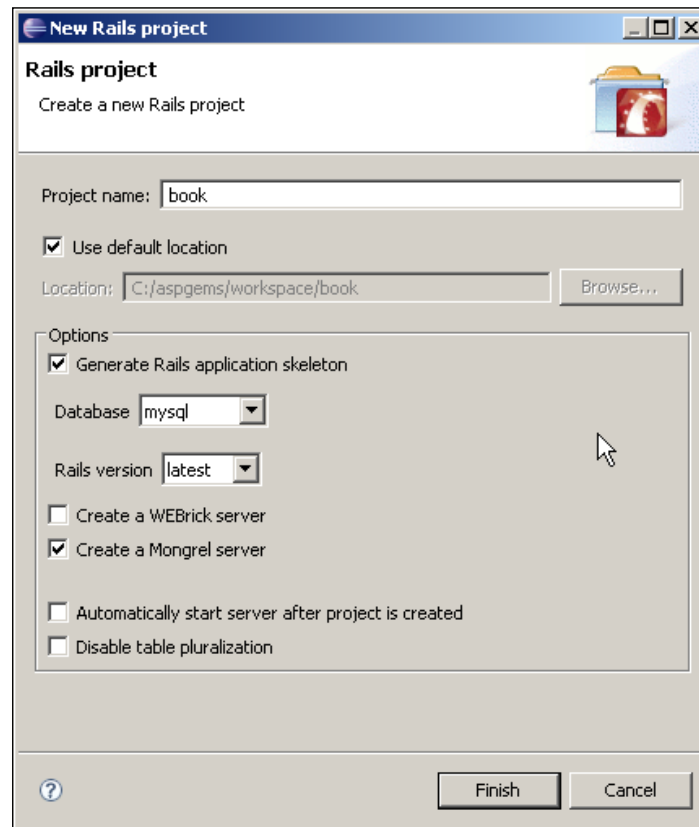 New Rails project
Rails project
Create a new Rails project
Project name: book
Use default location
Location: C:/aspgems/workspace/book Browse...
Options
Generate Rails application skeleton
Database mysql
Rails version latest
Create a WEBrick server
Create a Mongrel server
Automatically start server after project is created
Disable table pluralization
? Finish Cancel